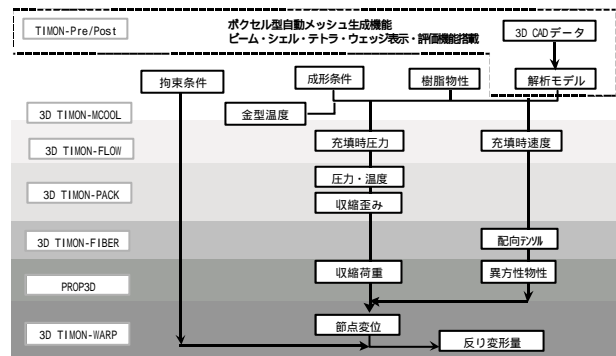 TIMON-Pre/Post
ボクセル型自動メッシュ生成機能
ビーム・シェル・テトラ・ウェッジ表示・評価機能搭載
3D CADデータ
拘束条件
成形条件
樹脂物性
解析モデル
3D TIMON-MCOOL
金型温度
3D TIMON-FLOW
充填時圧力
充填時速度
3D TIMON-PACK
圧力・温度
収縮歪み
3D TIMON-FIBER
配向テンソル
PROP3D
収縮荷重
異方性物性
3D TIMON-WARP
節点変位
反り変形量